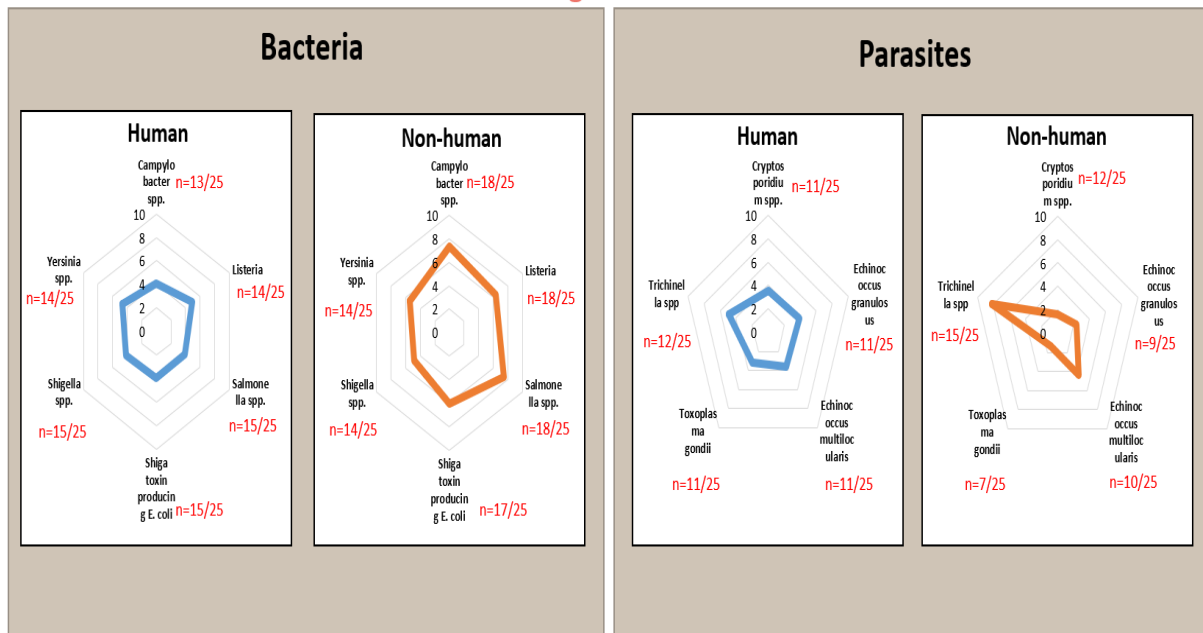 Bacteria
Human
Campylo
bacter
spp.
n=13/25
10
8
6
4
2
0
Listeria
n=14/25
Salmone
lla spp.
n=15/25
Shiga
toxin
producin
g E. coli
n=15/25
Shigella
spp.
n=15/25
Yersinia
spp.
n=14/25
Non-human
Campylo
bacter
spp.
n=18/25
10
8
6
4
2
0
Listeria
n=18/25
Salmone
lla spp.
n=18/25
Shiga
toxin
producin
g E. coli
n=17/25
Shigella
spp.
n=14/25
Yersinia
spp.
n=14/25
Parasites
Human
Cryptos
poridiu
m spp.
n=11/25
10
8
6
4
2
0
Echinoc
occus
granulos
us
n=11/25
Echinoc
occus
multiloc
ularis
n=11/25
Toxoplas
ma
gondii
n=11/25
Trichinel
la spp
n=12/25
Non-human
Cryptos
poridiu
m spp.
n=12/25
10
8
6
4
2
0
Echinoc
occus
granulos
us
n=9/25
Echinoc
occus
multiloc
ularis
n=10/25
Toxoplas
ma
gondii
n=7/25
Trichinel
la spp
n=15/25